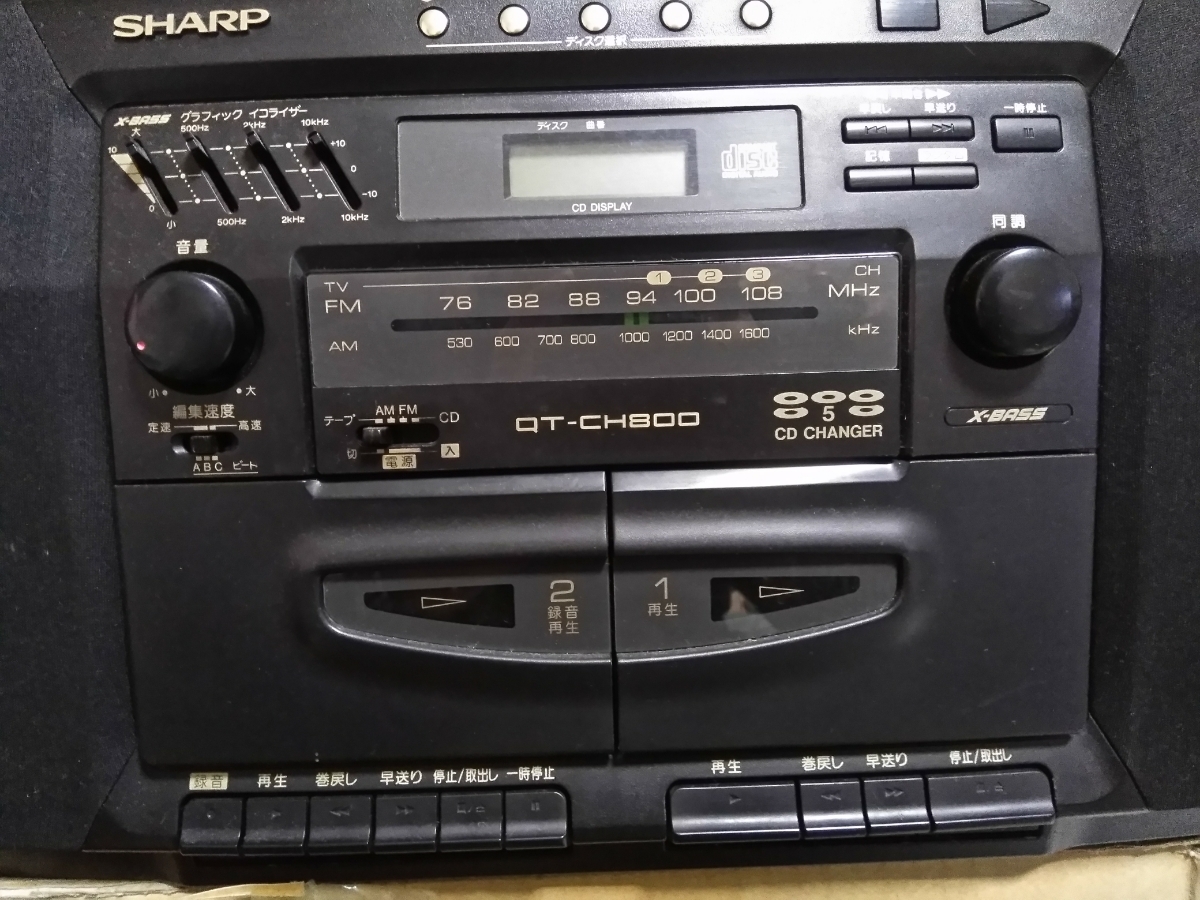 SHARP
ディスク選択
X-BASS グラフィック イコライザー
大 500Hz 2kHz 10kHz
10 +10
0
0 -10
小 500Hz 2kHz 10kHz
ディスク 曲番
disc
CD DISPLAY
早送り
一時停止
記憶
音量
小 大
同調
X-BASS
TV 1 2 3 CH
FM 76 82 88 94 100 108 MHz
AM 530 600 700 800 1000 1200 1400 1600 kHz
編集速度
定速 高速
A B C ビート
テープ AM FM CD
切 電源 入
QT-CH800
5
CD CHANGER
2
録音
再生
1
再生
録音 再生 巻戻し 早送り 停止/取出し 一時停止
再生 巻戻し 早送り 停止/取出し